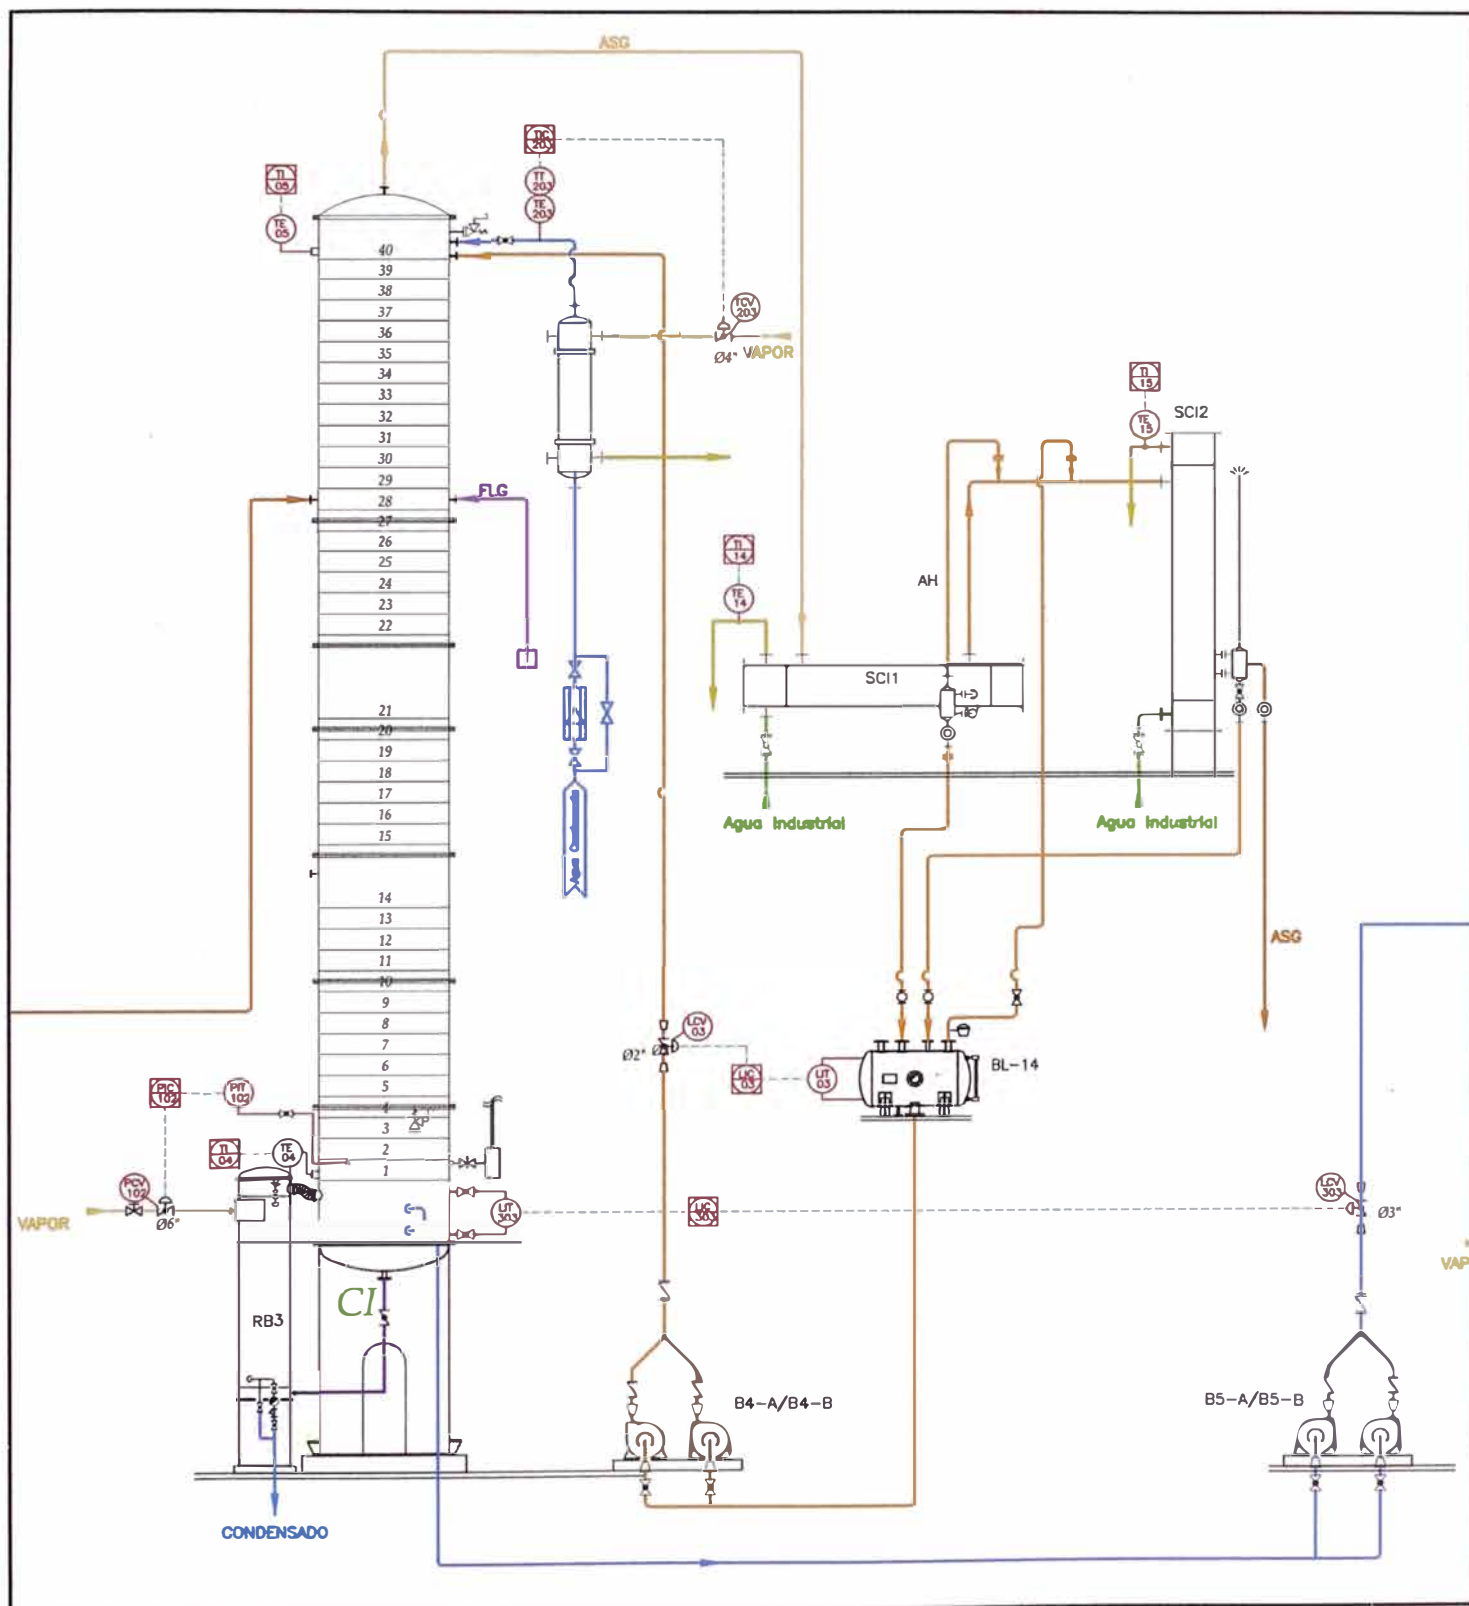 ASG
TIC
203
TI
05
TT
203
TE
203
TE
05
40
39
38
37
36
35
34
33
32
31
30
29
28
27
26
25
24
23
22
21
20
19
18
17
16
15
14
13
12
11
10
9
8
7
6
5
4
3
2
1
TCV
203
Ø4"
VAPOR
FLG
TI
15
TE
15
SCI2
TI
14
TE
14
AH
SCI1
Agua Industrial
Agua Industrial
ASG
LCV
03
Ø2"
LIC
03
LIT
03
BL-14
PIC
102
PIT
102
TI
04
TE
04
PCV
102
Ø6"
VAPOR
LIT
303
LIC
303
LCV
303
Ø3"
VAP
CI
RB3
B4-A/B4-B
B5-A/B5-B
CONDENSADO